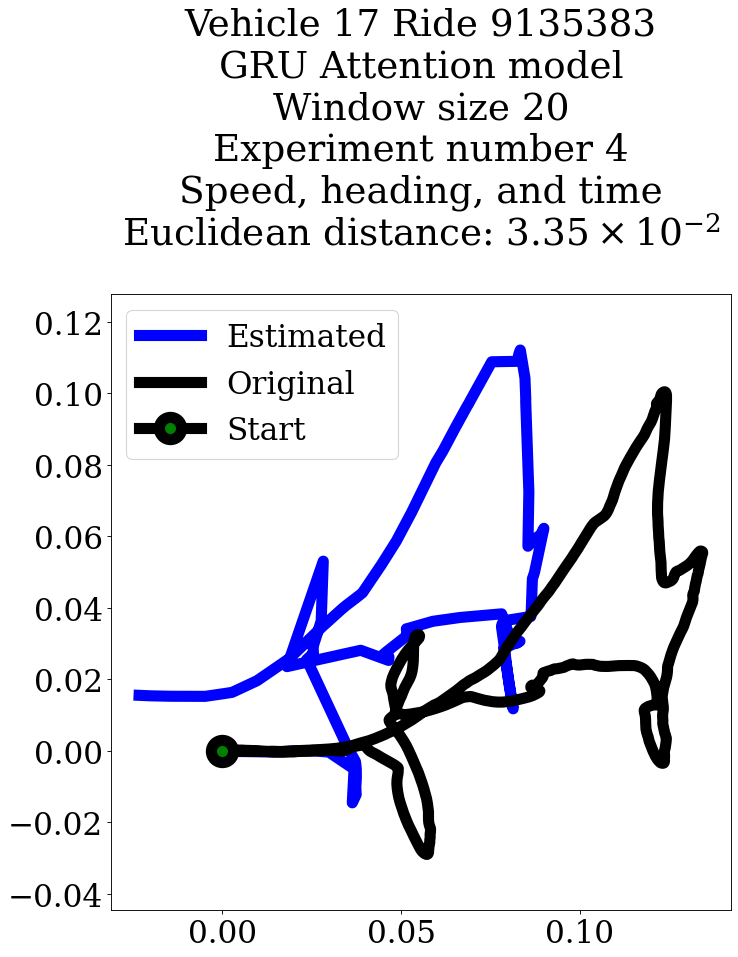 Vehicle 17 Ride 9135383
GRU Attention model
Window size 20
Experiment number 4
Speed, heading, and time
Euclidean distance: 3.35 × 10⁻²
Estimated
Original
Start
0.12
0.10
0.08
0.06
0.04
0.02
0.00
−0.02
−0.04
0.00 0.05 0.10